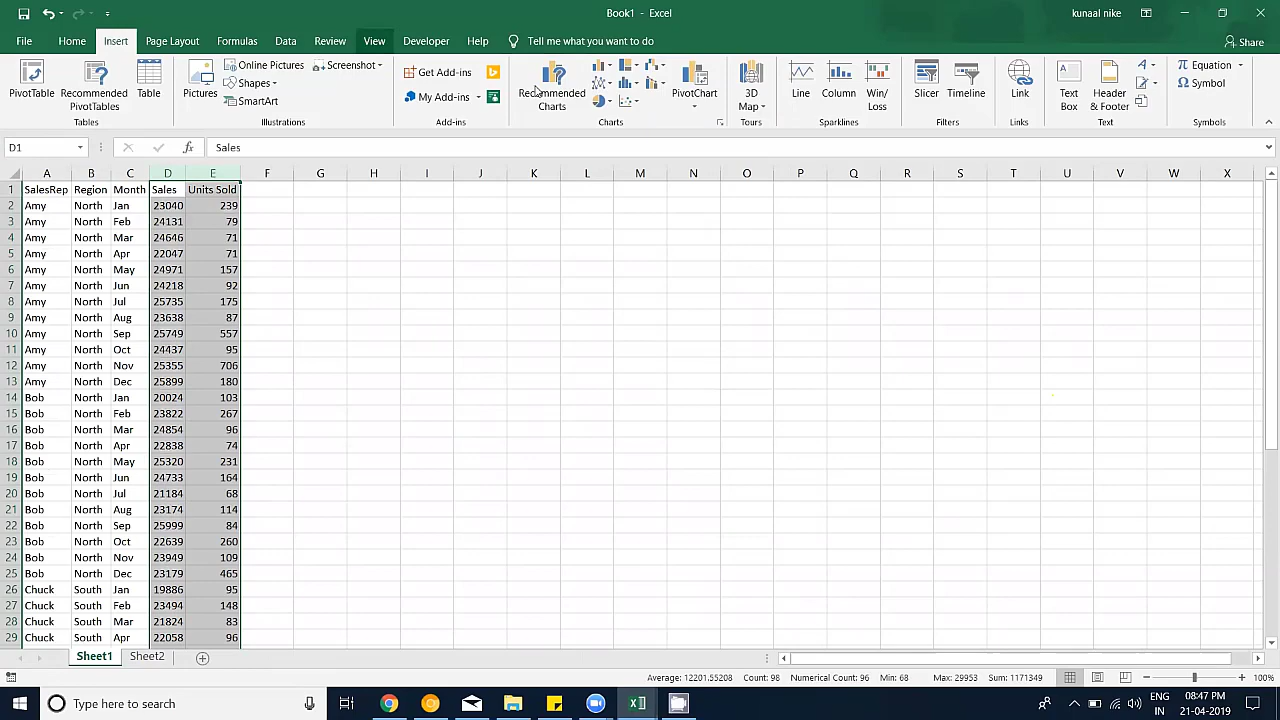 Book1 - Excel
kunaal nike
File Home Insert Page Layout Formulas Data Review View Developer Help Tell me what you want to do Share
PivotTable
Recommended PivotTables
Table
Tables
Pictures
Online Pictures
Shapes
SmartArt
Screenshot
Illustrations
Get Add-ins
My Add-ins
Add-ins
Recommended Charts
PivotChart
Charts
3D Map
Tours
Line
Column
Win/Loss
Sparklines
Slicer
Timeline
Filters
Link
Links
Text Box
Header & Footer
Text
Equation
Symbol
Symbols
D1 fx Sales
A B C D E F G H I J K L M N O P Q R S T U V W X
1 SalesRep Region Month Sales Units Sold
2 Amy North Jan 23040 239
3 Amy North Feb 24131 79
4 Amy North Mar 24646 71
5 Amy North Apr 22047 71
6 Amy North May 24971 157
7 Amy North Jun 24218 92
8 Amy North Jul 25735 175
9 Amy North Aug 23638 87
10 Amy North Sep 25749 557
11 Amy North Oct 24437 95
12 Amy North Nov 25355 706
13 Amy North Dec 25899 180
14 Bob North Jan 20024 103
15 Bob North Feb 23822 267
16 Bob North Mar 24854 96
17 Bob North Apr 22838 74
18 Bob North May 25320 231
19 Bob North Jun 24733 164
20 Bob North Jul 21184 68
21 Bob North Aug 23174 114
22 Bob North Sep 25999 84
23 Bob North Oct 22639 260
24 Bob North Nov 23949 109
25 Bob North Dec 23179 465
26 Chuck South Jan 19886 95
27 Chuck South Feb 23494 148
28 Chuck South Mar 21824 83
29 Chuck South Apr 22058 96
Sheet1 Sheet2
Average: 12201.55208 Count: 98 Numerical Count: 96 Min: 68 Max: 29953 Sum: 1171349 100%
Type here to search
ENG
IN
08:47 PM
21-04-2019